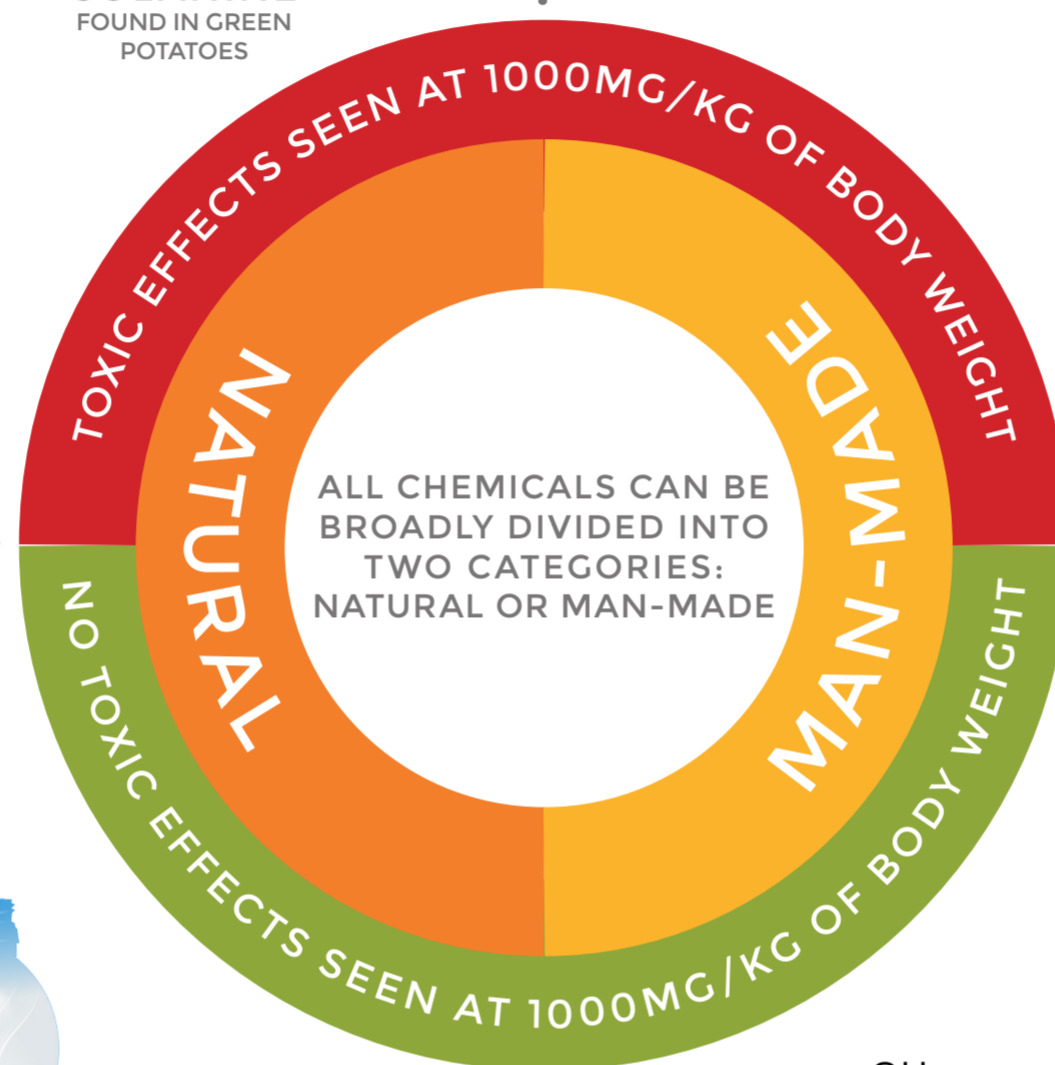 FOUND IN GREEN
POTATOES
TOXIC EFFECTS SEEN AT 1000MG/KG OF BODY WEIGHT
NATURAL
MAN-MADE
ALL CHEMICALS CAN BE
BROADLY DIVIDED INTO
TWO CATEGORIES:
NATURAL OR MAN-MADE
NO TOXIC EFFECTS SEEN AT 1000MG/KG OF BODY WEIGHT